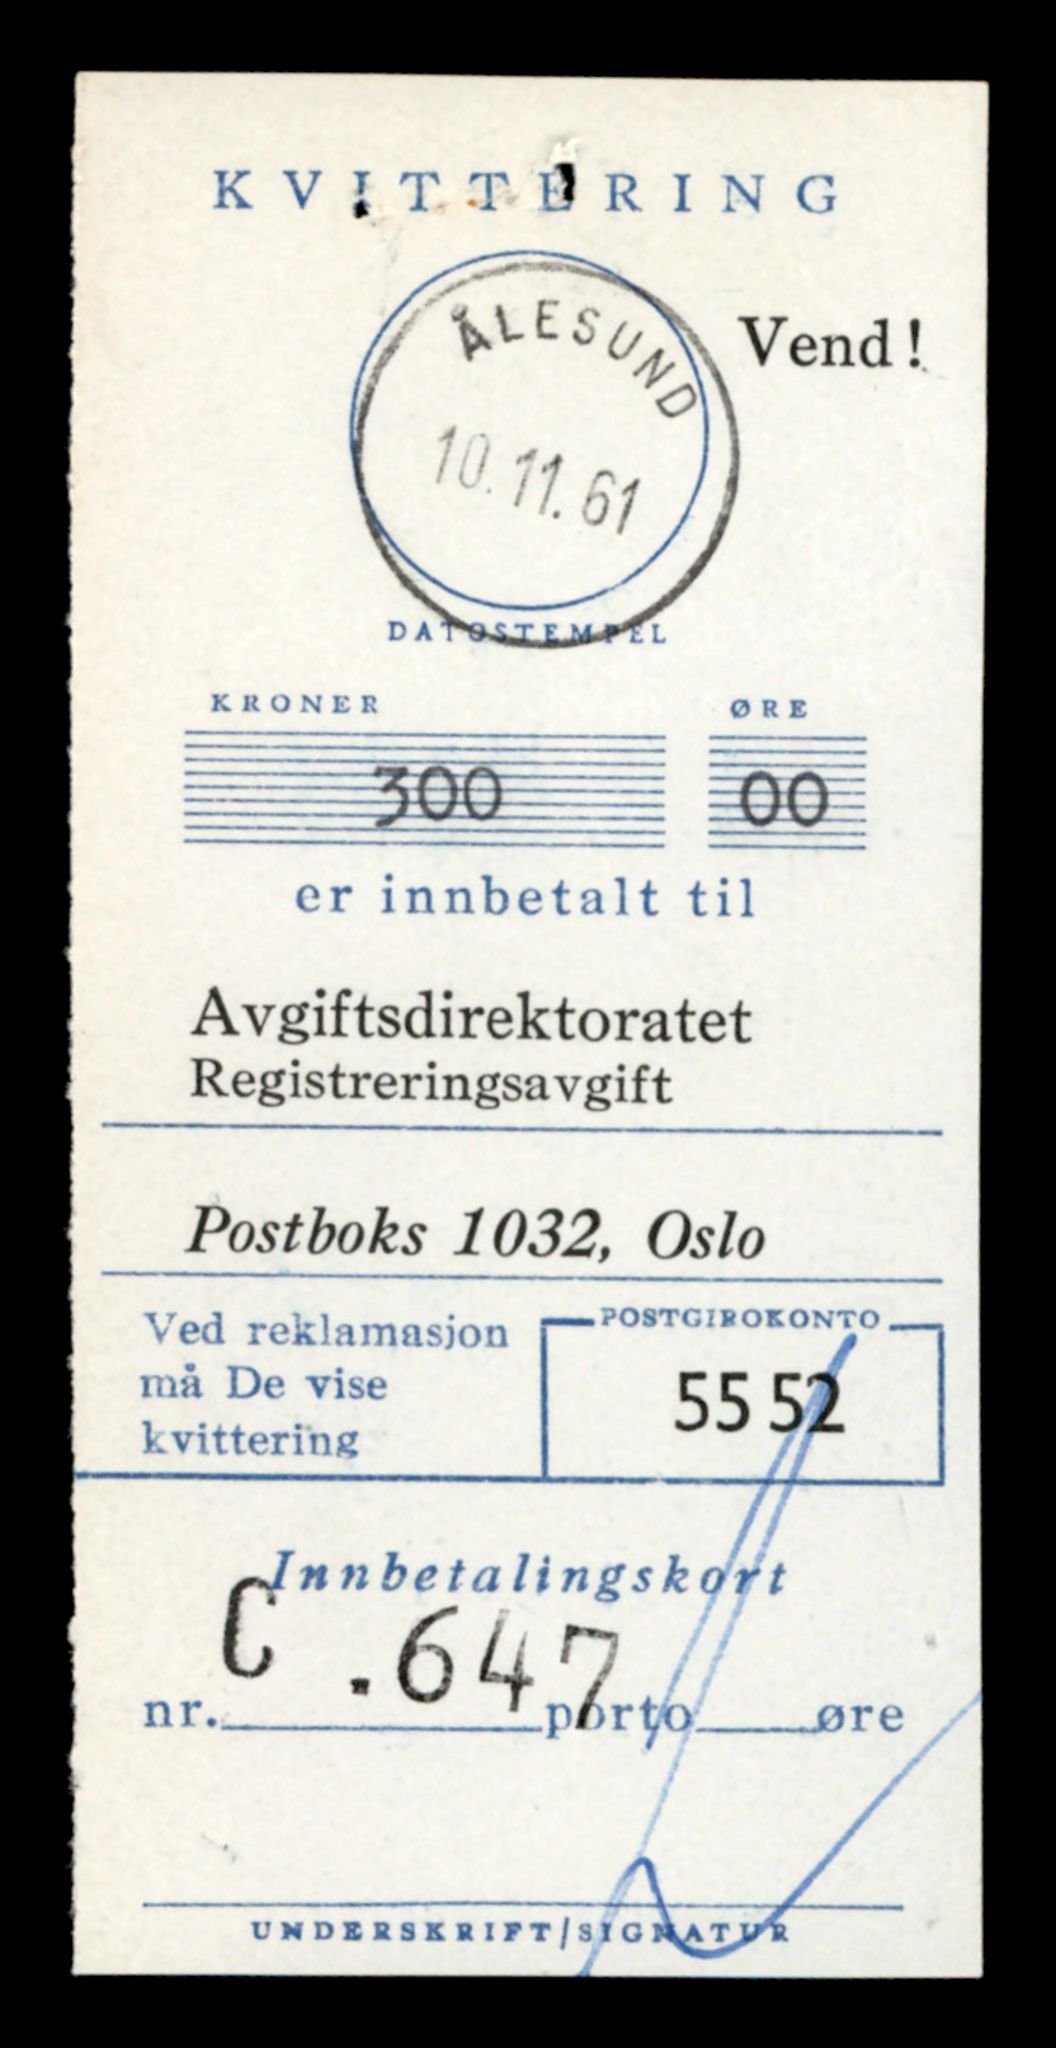 KVITTERING
ÅLESUND
Vend!
10.11.61
DATOSTEMPEL
KRONER ØRE
300 00
er innbetalt til
Avgiftsdirektoratet
Registreringsavgift
Postboks 1032, Oslo
Ved reklamasjon
må De vise
kvittering
POSTGIROKONTO
55 52
Innbetalingskort
C .647
nr. porto øre
UNDERSKRIFT/SIGNATUR